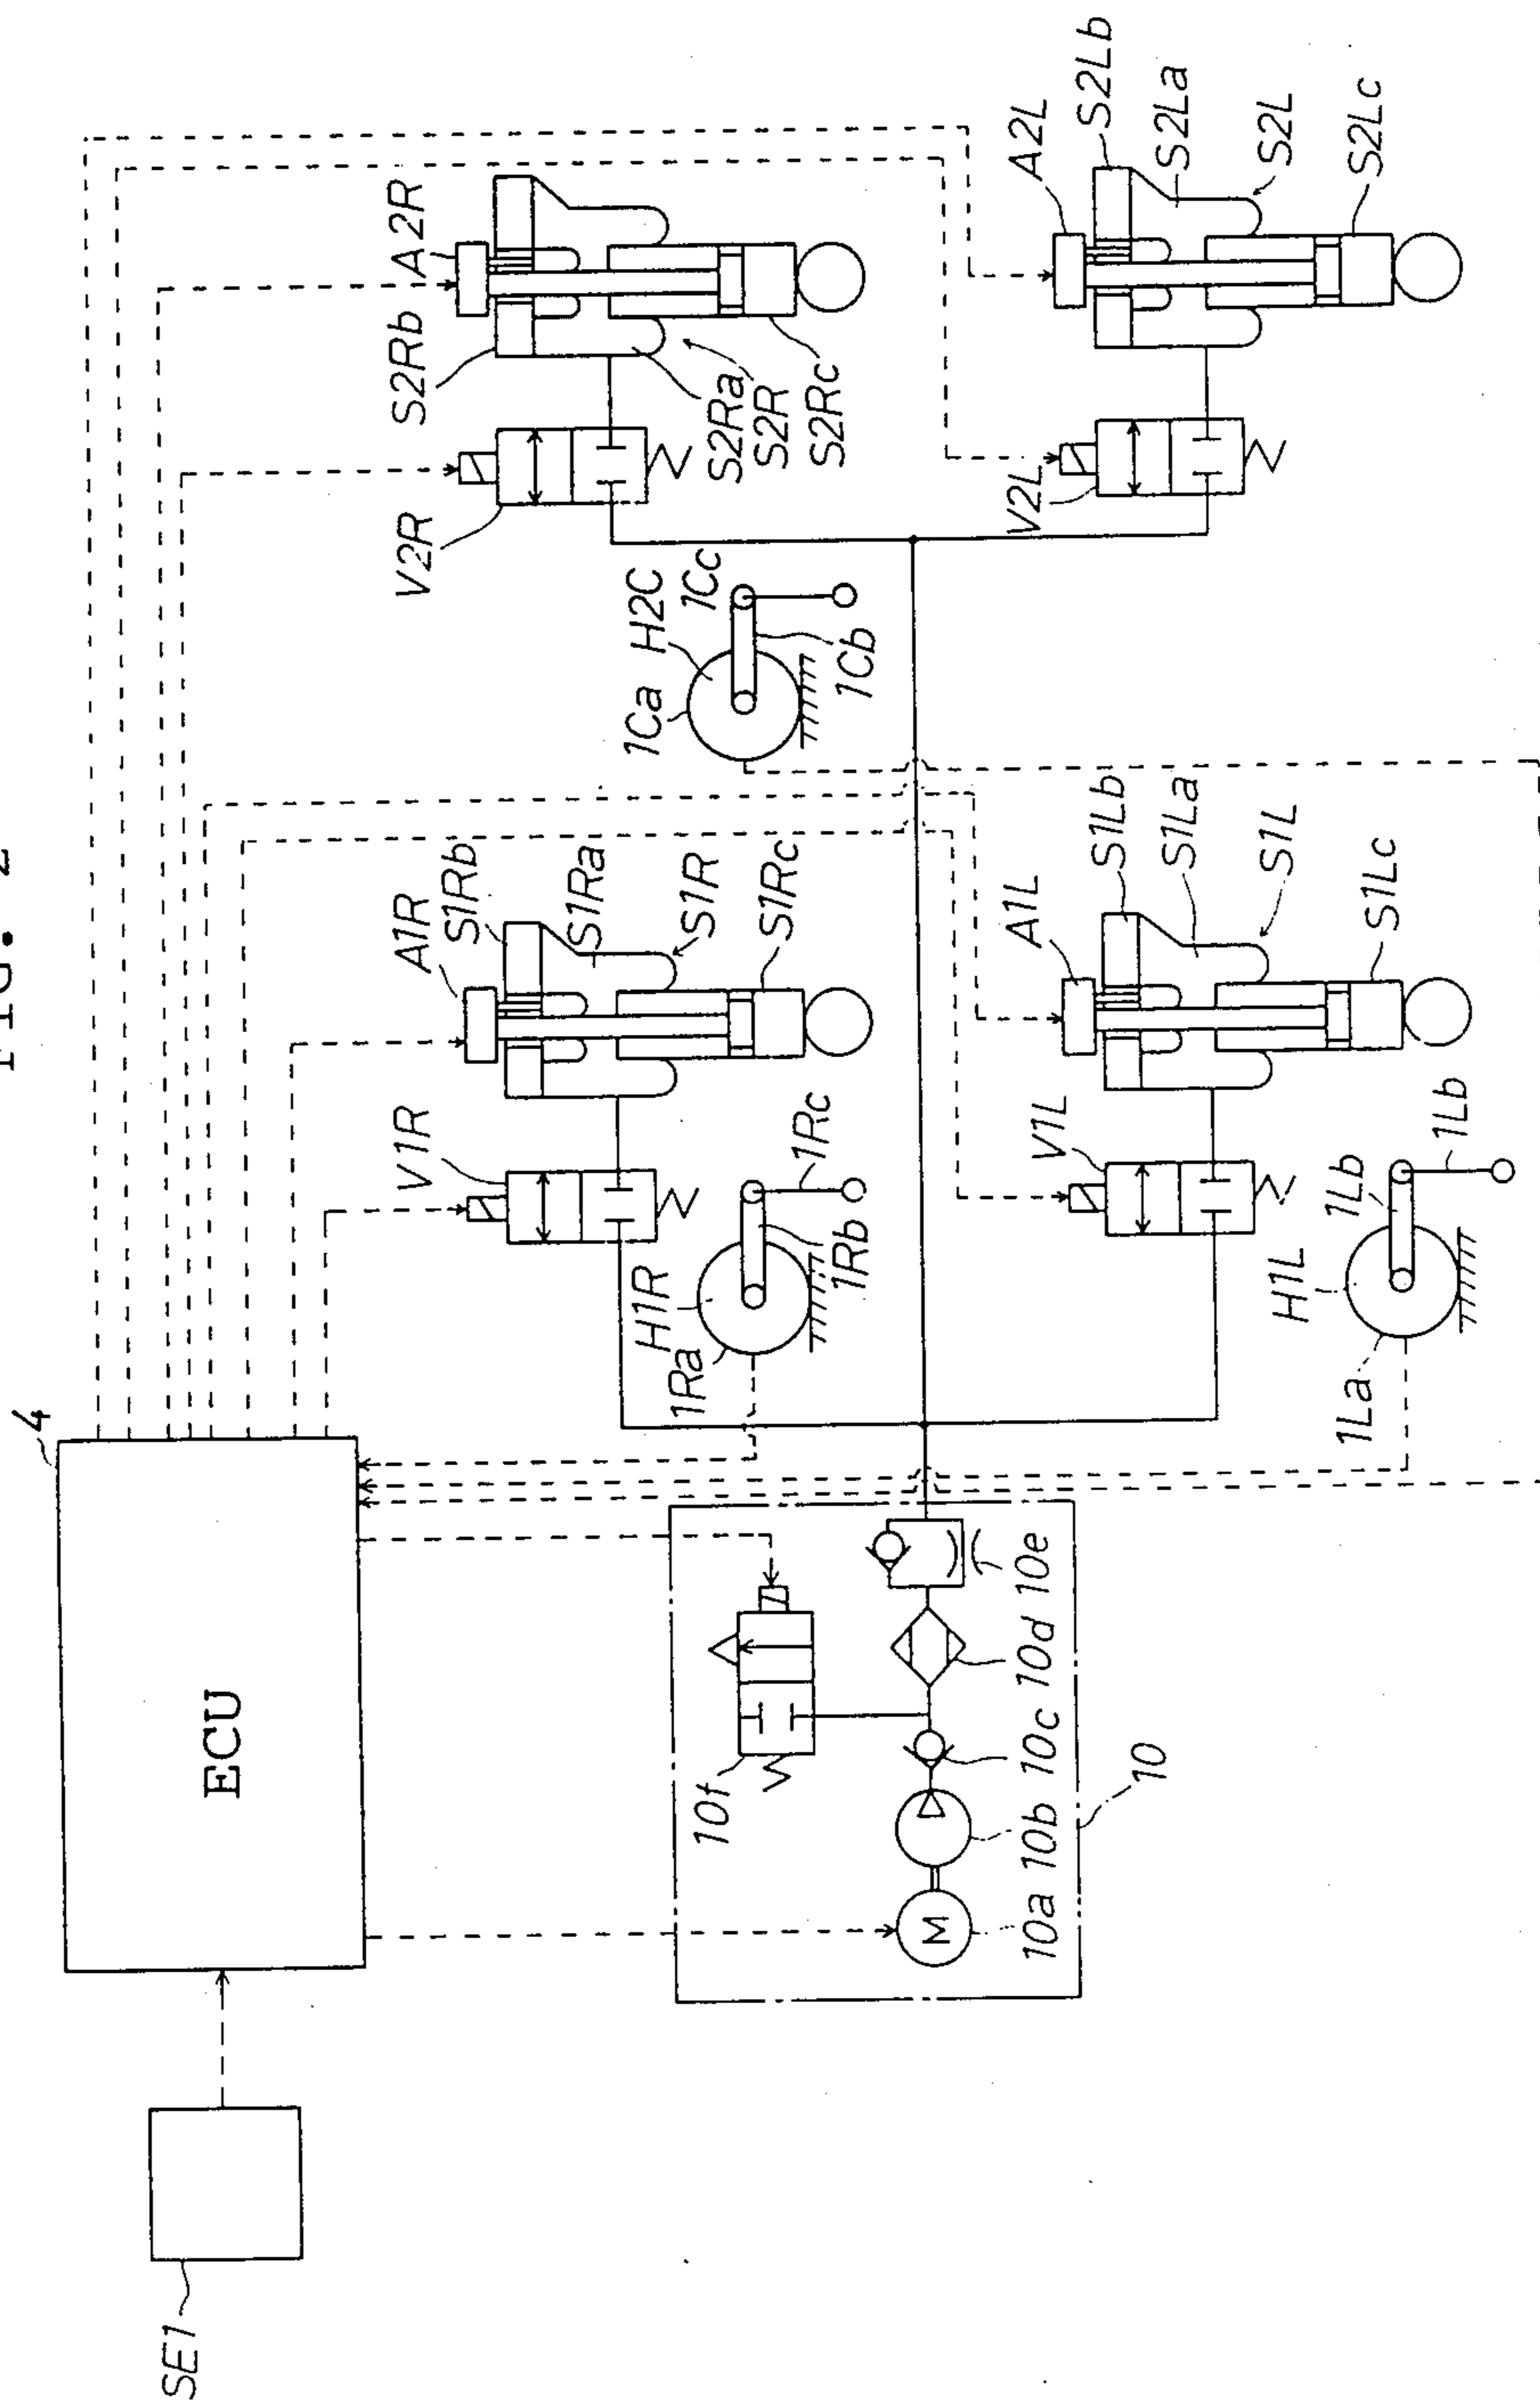 FIG. 2
4
ECU
SE1
A1R
S1Rb
S1Ra
S1R
S1Rc
V1R
H1R
1Ra
1Rb
1Rc
V2R
S2Rb
A2R
S2Ra
S2R
S2Rc
1Ca
H2C
1Cc
1Cb
V2L
A2L
S2Lb
S2La
S2L
S2Lc
V1L
A1L
S1Lb
S1La
S1L
S1Lc
H1L
1La
1Lb
1Lb
10f
M
10a
10b
10c
10d
10e
10